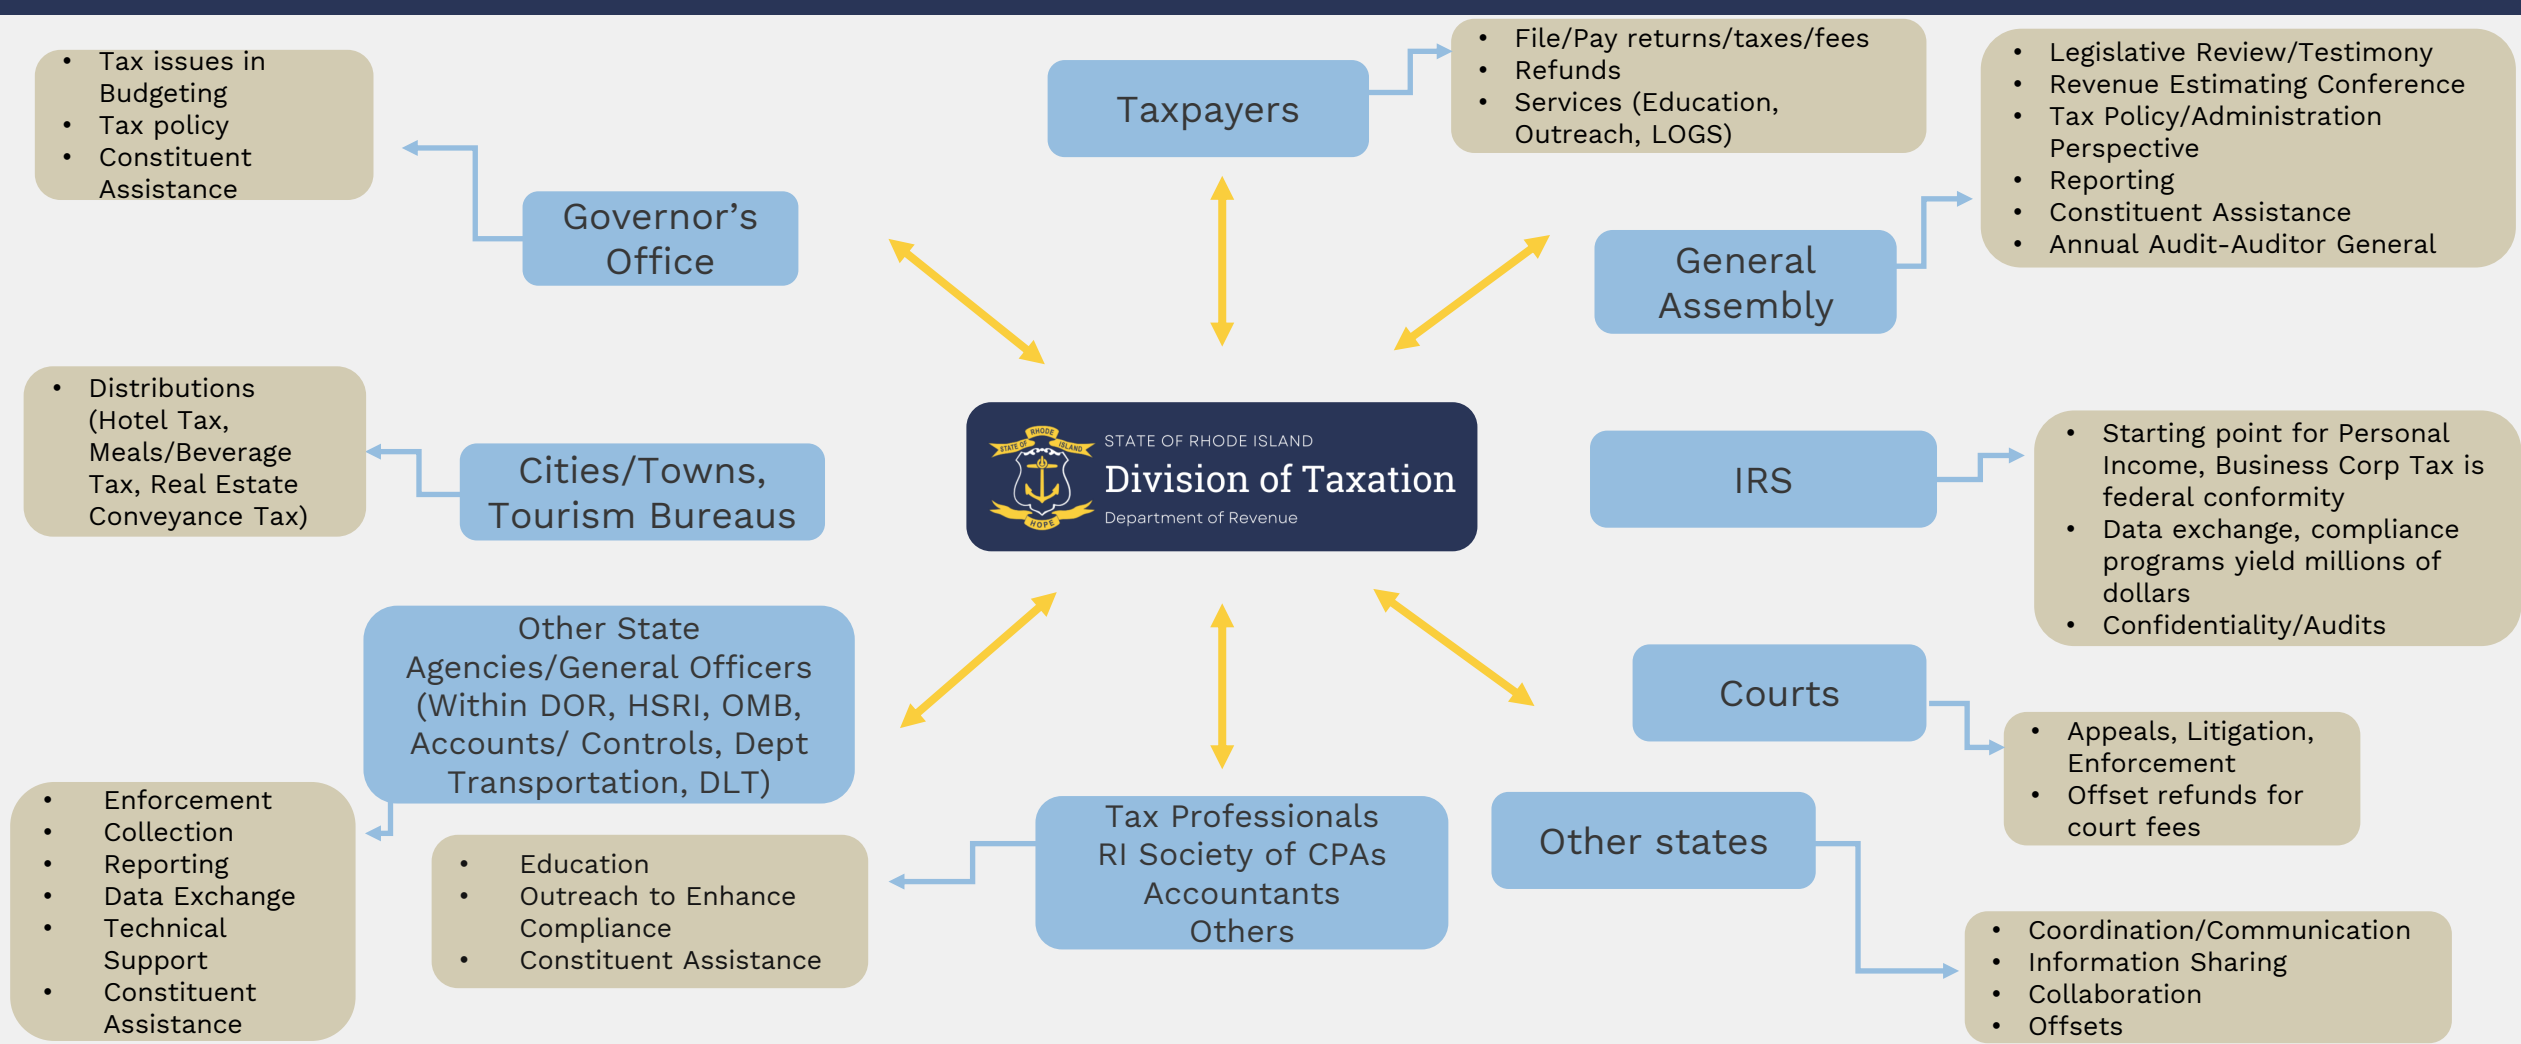 • Tax issues in
Budgeting
• Tax policy
• Constituent
Assistance
Governor’s
Office
Taxpayers
• File/Pay returns/taxes/fees
• Refunds
• Services (Education,
Outreach, LOGS)
General
Assembly
• Legislative Review/Testimony
• Revenue Estimating Conference
• Tax Policy/Administration
Perspective
• Reporting
• Constituent Assistance
• Annual Audit-Auditor General
• Distributions
(Hotel Tax,
Meals/Beverage
Tax, Real Estate
Conveyance Tax)
Cities/Towns,
Tourism Bureaus
STATE OF RHODE ISLAND
HOPE
STATE OF RHODE ISLAND
Division of Taxation
Department of Revenue
IRS
• Starting point for Personal
Income, Business Corp Tax is
federal conformity
• Data exchange, compliance
programs yield millions of
dollars
• Confidentiality/Audits
Other State
Agencies/General Officers
(Within DOR, HSRI, OMB,
Accounts/ Controls, Dept
Transportation, DLT)
• Enforcement
• Collection
• Reporting
• Data Exchange
• Technical
Support
• Constituent
Assistance
• Education
• Outreach to Enhance
Compliance
• Constituent Assistance
Tax Professionals
RI Society of CPAs
Accountants
Others
Courts
• Appeals, Litigation,
Enforcement
• Offset refunds for
court fees
Other states
• Coordination/Communication
• Information Sharing
• Collaboration
• Offsets